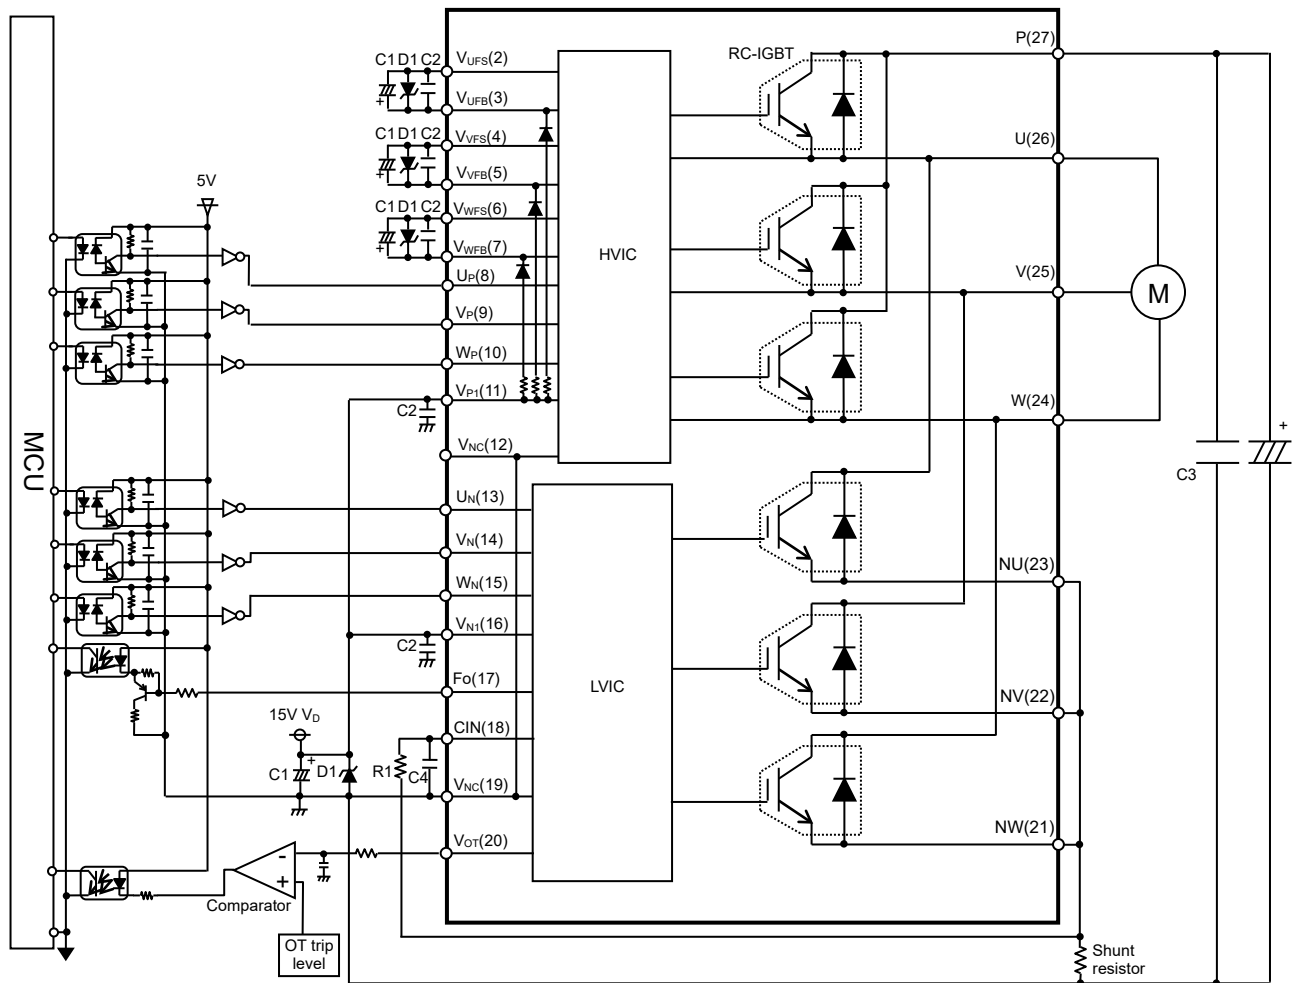 P(27)
RC-IGBT
C1 D1 C2
VUFS(2)
+
VUFB(3)
U(26)
C1 D1 C2
VVFS(4)
+
VVFB(5)
5V
C1 D1 C2
VWFS(6)
+
VWFB(7)
HVIC
UP(8)
V(25)
M
VP(9)
WP(10)
VP1(11)
C2
W(24)
+
MCU
VNC(12)
C3
UN(13)
VN(14)
NU(23)
WN(15)
VN1(16)
C2
Fo(17)
LVIC
NV(22)
15V VD
CIN(18)
+
C1
D1
R1
C4
VNC(19)
NW(21)
VOT(20)
-
+
Comparator
OT trip
level
Shunt
resistor